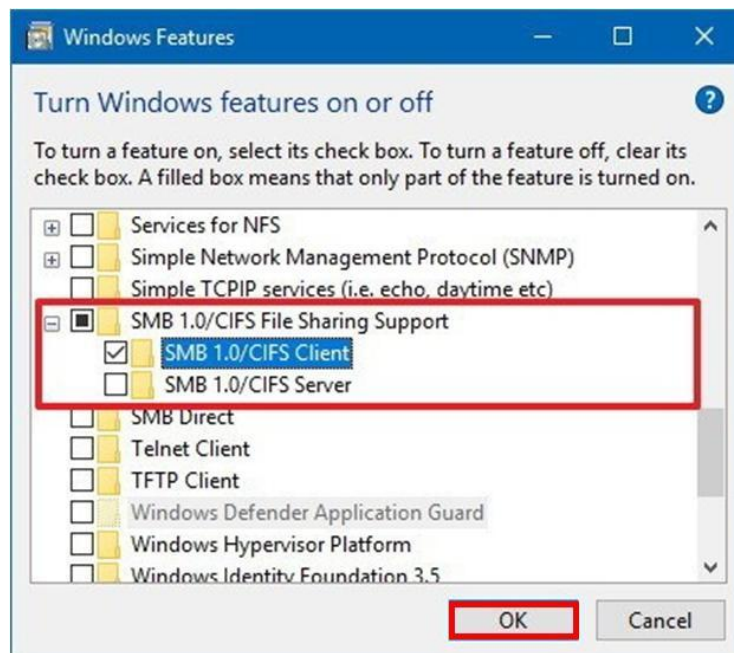 Windows Features
Turn Windows features on or off
?
To turn a feature on, select its check box. To turn a feature off, clear its
check box. A filled box means that only part of the feature is turned on.
Services for NFS
Simple Network Management Protocol (SNMP)
Simple TCPIP services (i.e. echo, daytime etc)
SMB 1.0/CIFS File Sharing Support
SMB 1.0/CIFS Client
SMB 1.0/CIFS Server
SMB Direct
Telnet Client
TFTP Client
Windows Defender Application Guard
Windows Hypervisor Platform
Windows Identity Foundation 3.5
OK
Cancel